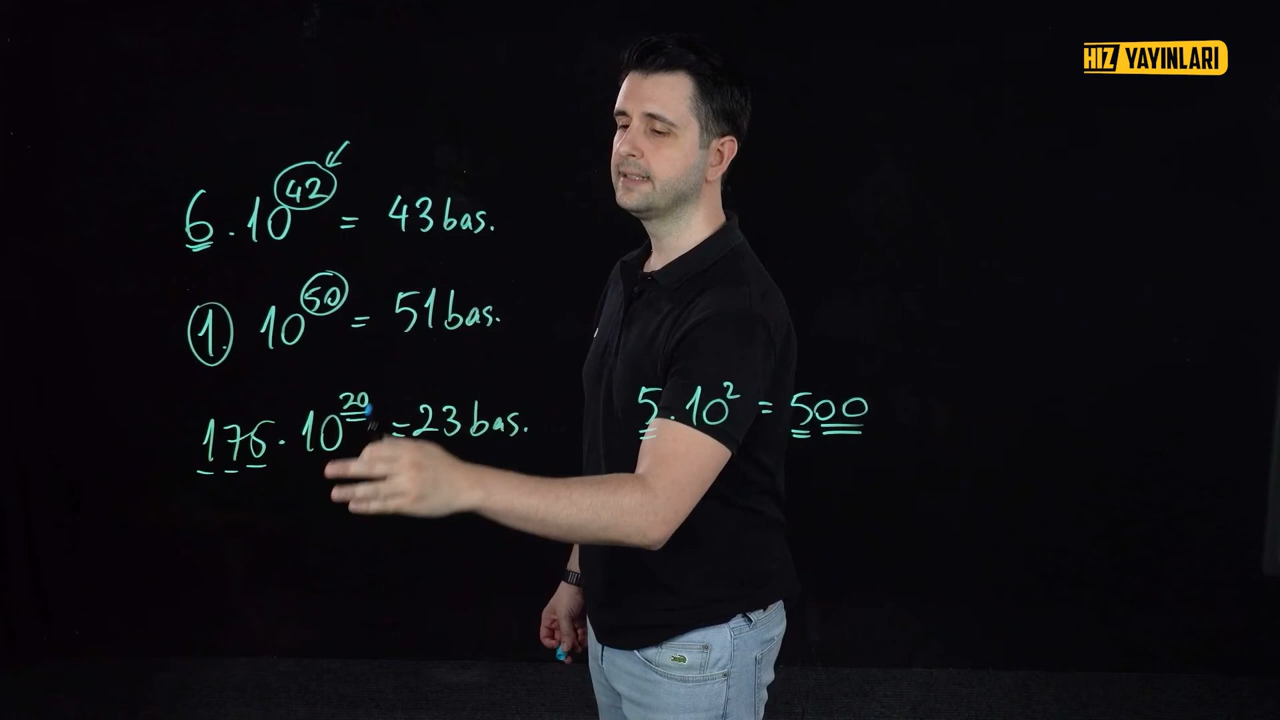 HIZ YAYINLARI
6 . 10^42 = 43 bas.
1. 10^50 = 51 bas.
176 . 10^20 = 23 bas.
5 . 10^2 = 500